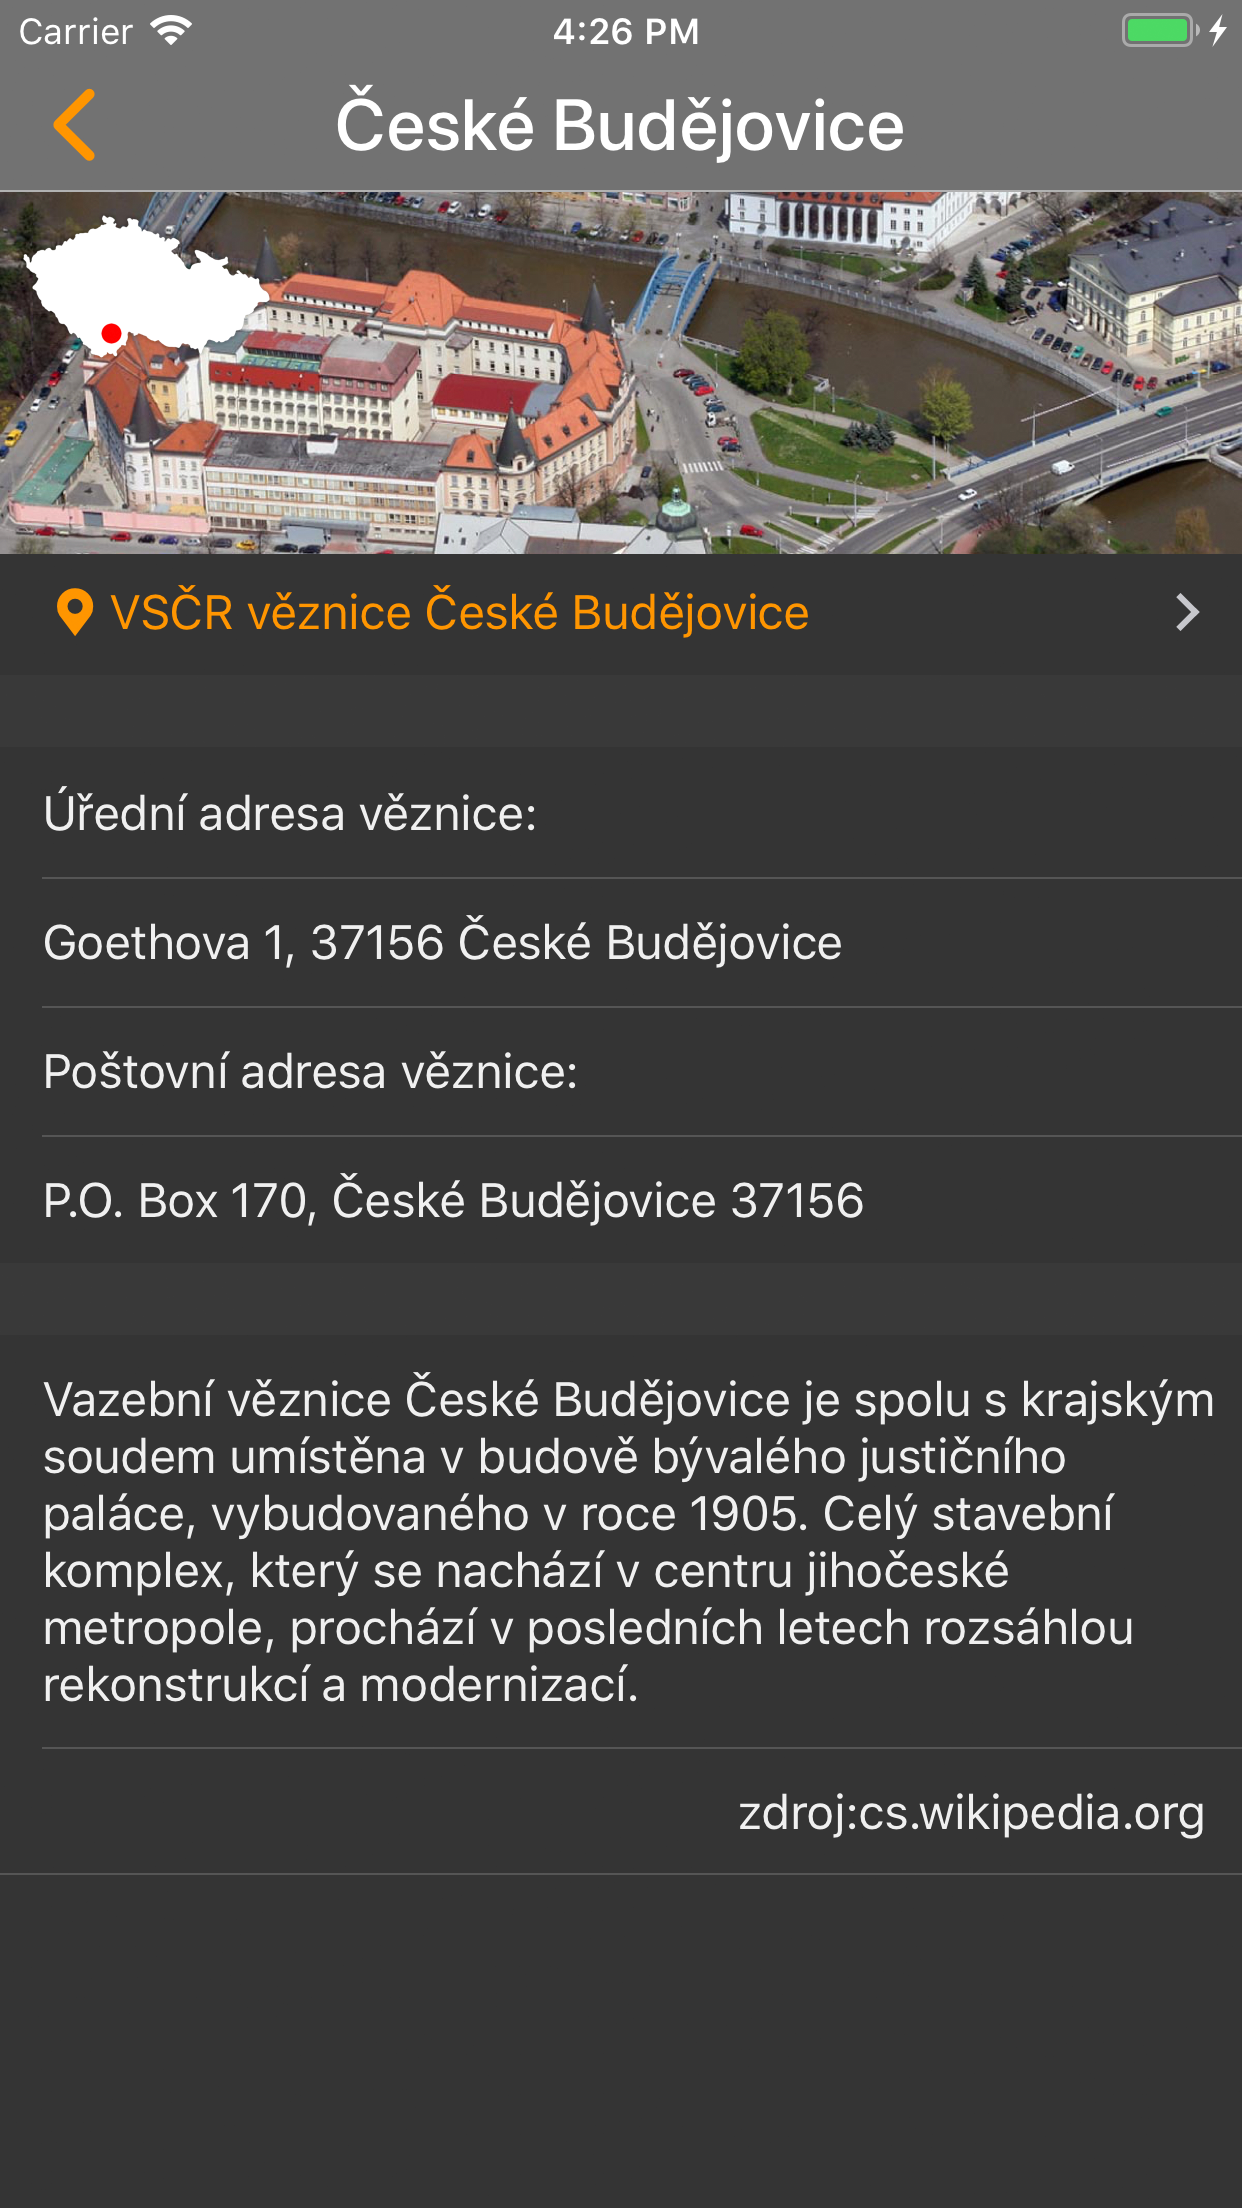 Carrier 4:26 PM
České Budějovice
VSČR věznice České Budějovice
Úřední adresa věznice:
Goethova 1, 37156 České Budějovice
Poštovní adresa věznice:
P.O. Box 170, České Budějovice 37156
Vazební věznice České Budějovice je spolu s krajským
soudem umístěna v budově bývalého justičního
paláce, vybudovaného v roce 1905. Celý stavební
komplex, který se nachází v centru jihočeské
metropole, prochází v posledních letech rozsáhlou
rekonstrukcí a modernizací.
zdroj:cs.wikipedia.org